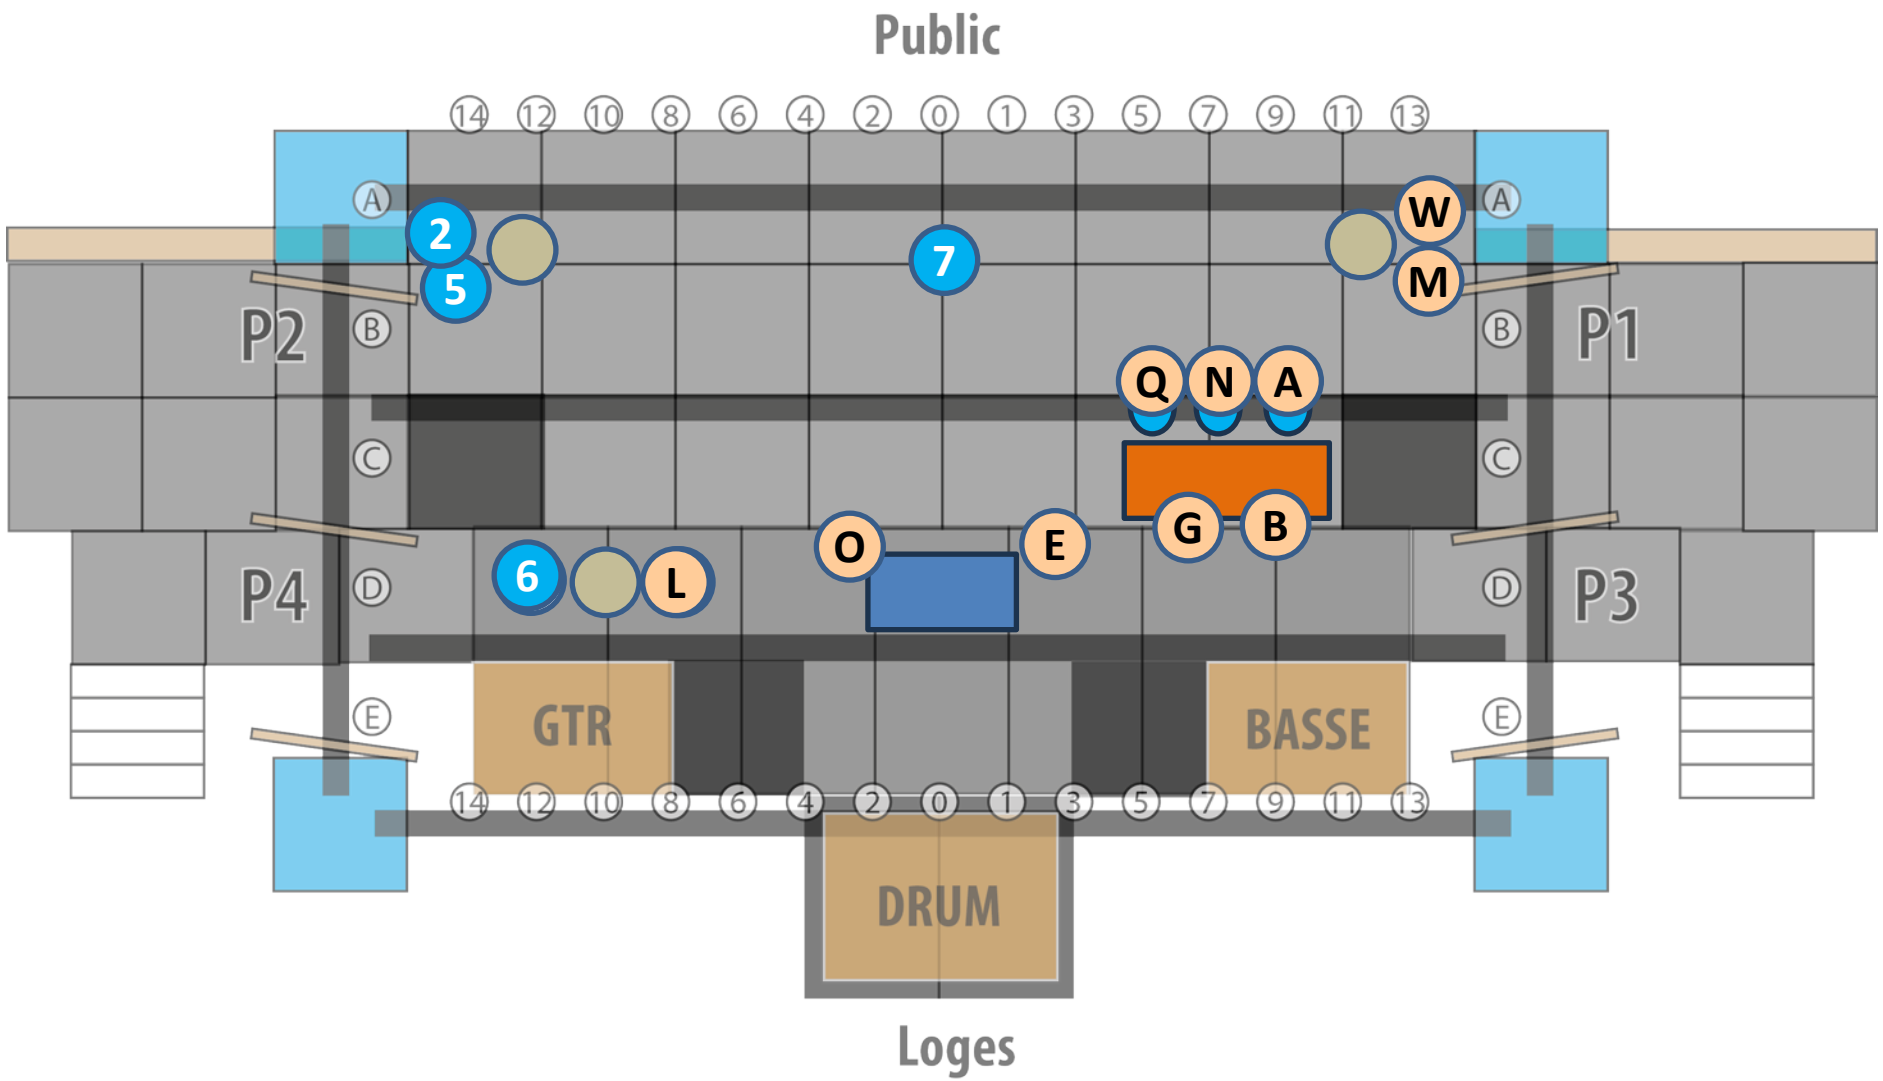 Public
14 12 10 8 6 4 2 0 1 3 5 7 9 11 13
A A
2 W
5 7 M
P2 B B P1
Q N A
C C
G B
O E
6 L
P4 D D P3
GTR BASSE
E E
14 12 10 8 6 4 2 0 1 3 5 7 9 11 13
DRUM
Loges